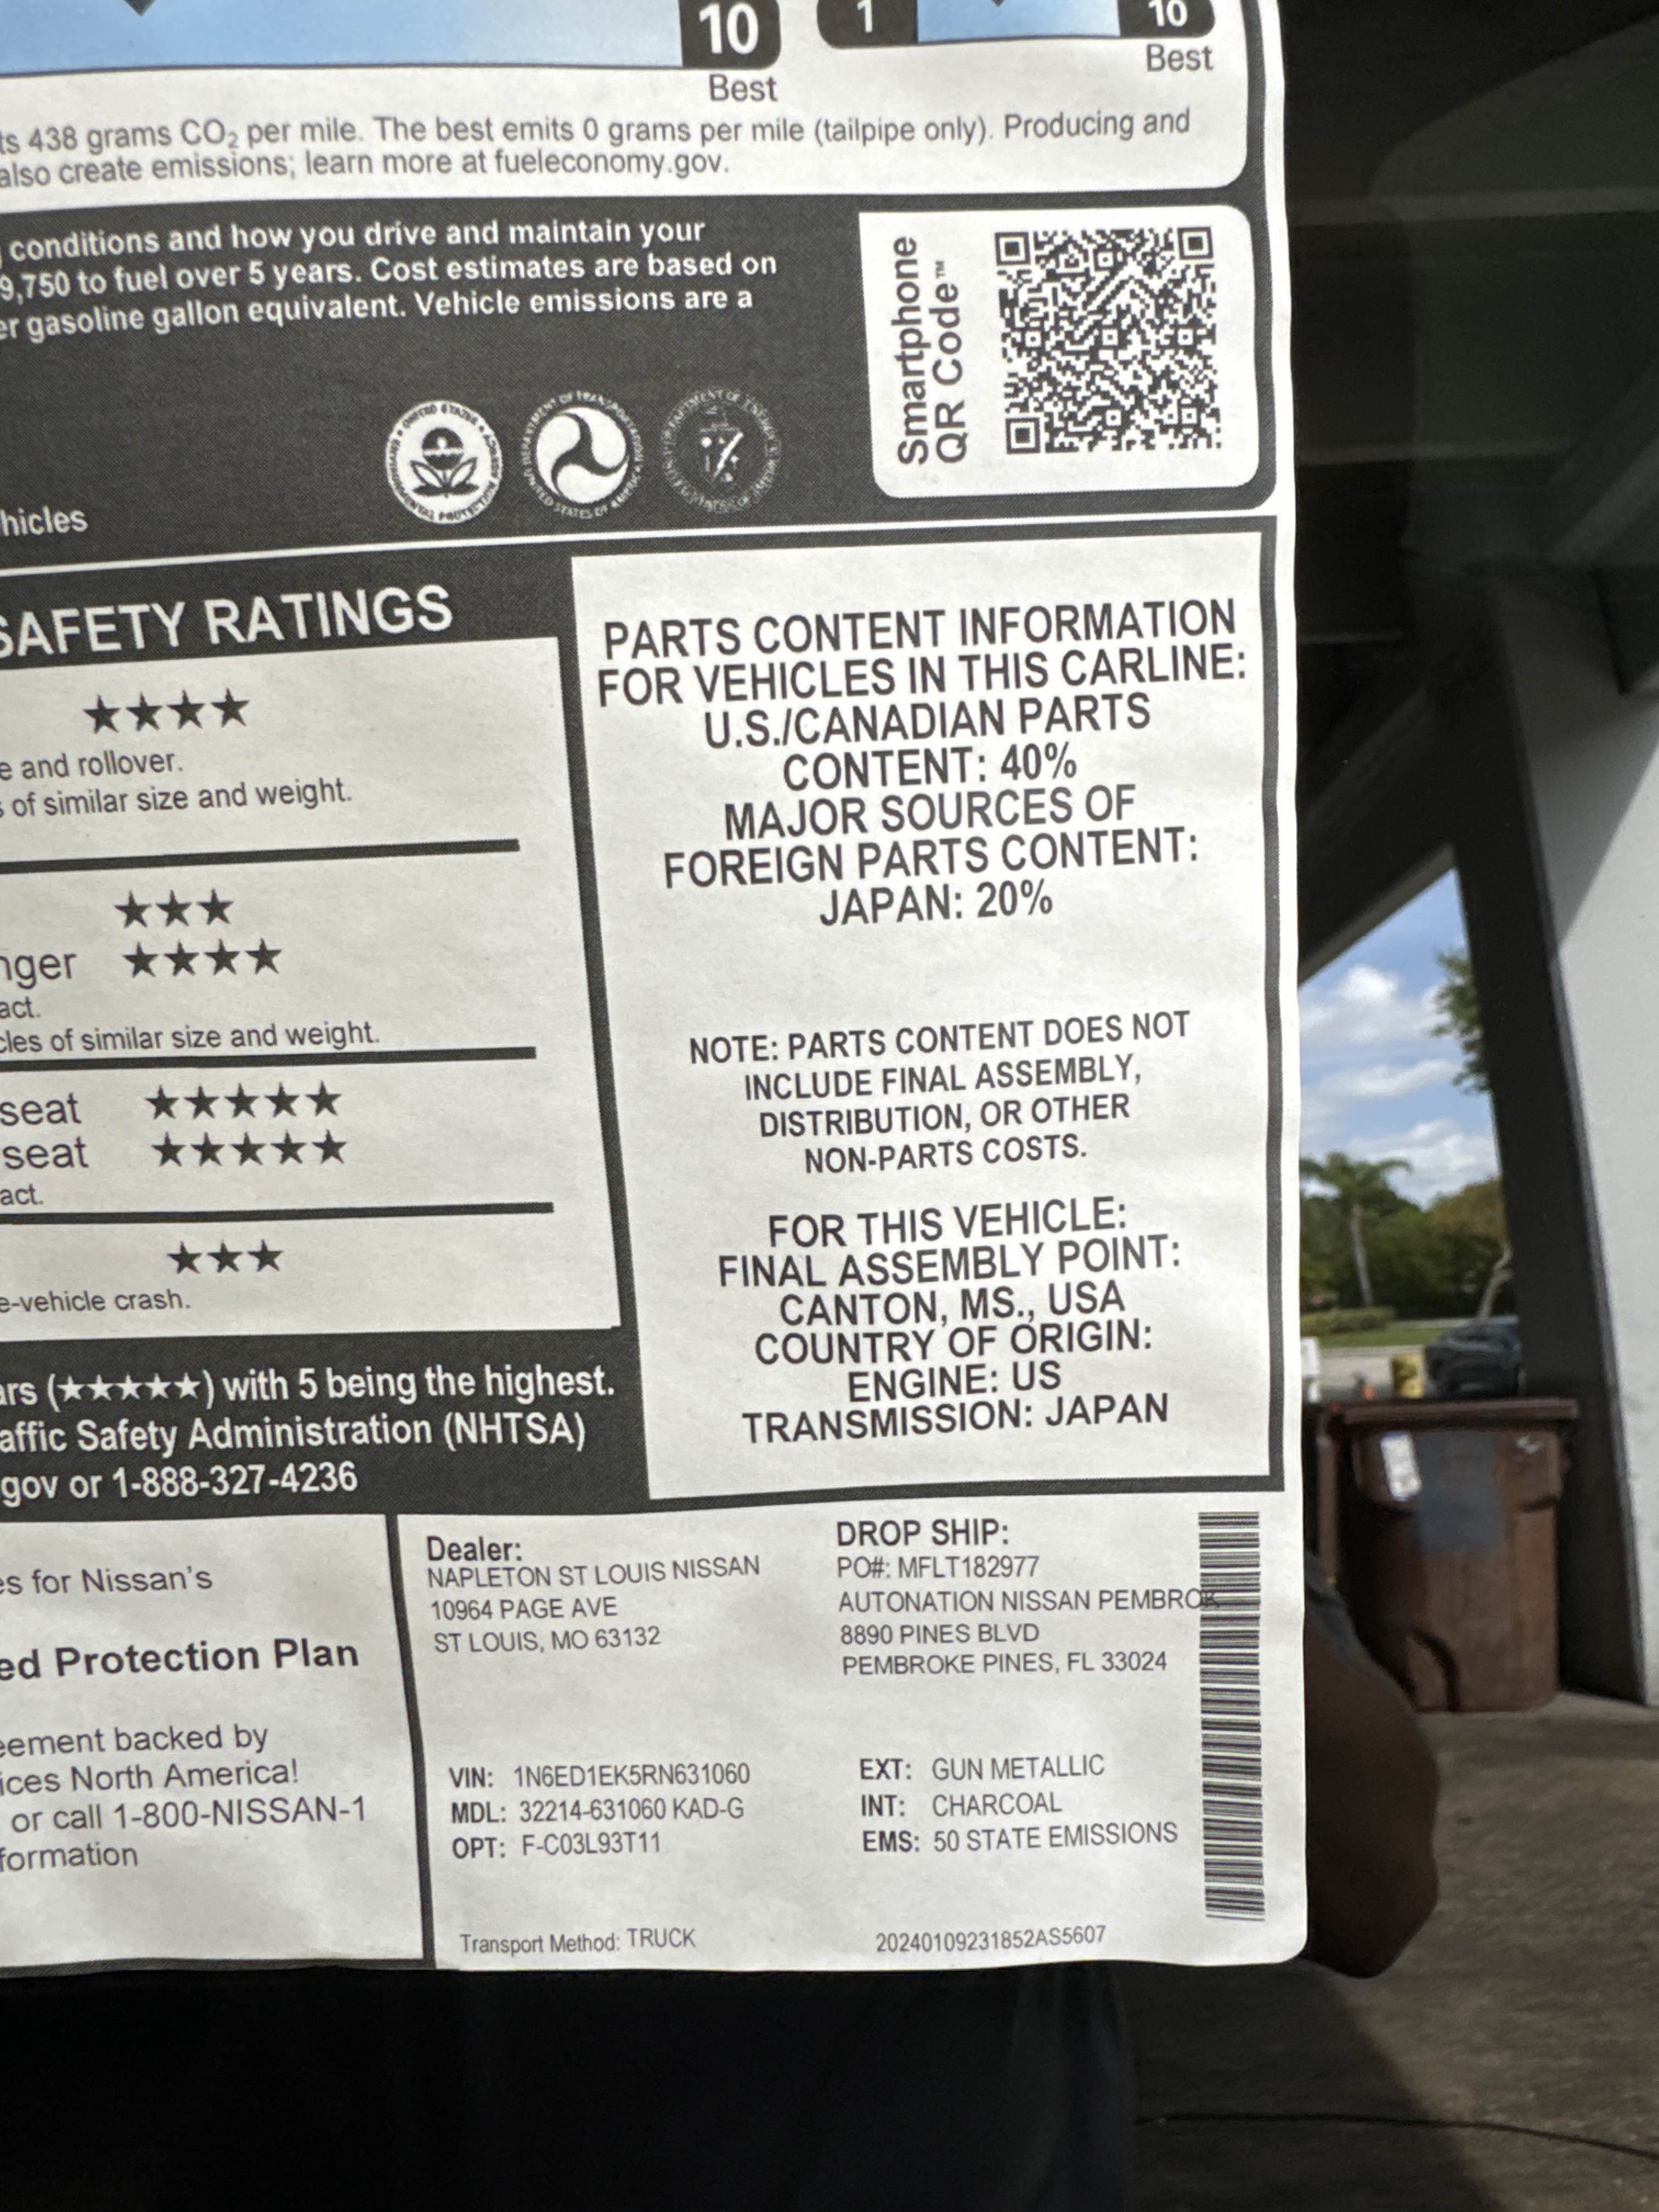 10
Best
1
10
Best
ts 438 grams CO₂ per mile. The best emits 0 grams per mile (tailpipe only). Producing and
also create emissions; learn more at fueleconomy.gov.
conditions and how you drive and maintain your
9,750 to fuel over 5 years. Cost estimates are based on
er gasoline gallon equivalent. Vehicle emissions are a
Smartphone
QR Code™
hicles
SAFETY RATINGS
★★★★
e and rollover.
s of similar size and weight.
★★★
nger ★★★★
act.
cles of similar size and weight.
seat ★★★★★
seat ★★★★★
act.
★★★
e-vehicle crash.
ars (★★★★★) with 5 being the highest.
affic Safety Administration (NHTSA)
gov or 1-888-327-4236
PARTS CONTENT INFORMATION
FOR VEHICLES IN THIS CARLINE:
U.S./CANADIAN PARTS
CONTENT: 40%
MAJOR SOURCES OF
FOREIGN PARTS CONTENT:
JAPAN: 20%
NOTE: PARTS CONTENT DOES NOT
INCLUDE FINAL ASSEMBLY,
DISTRIBUTION, OR OTHER
NON-PARTS COSTS.
FOR THIS VEHICLE:
FINAL ASSEMBLY POINT:
CANTON, MS., USA
COUNTRY OF ORIGIN:
ENGINE: US
TRANSMISSION: JAPAN
es for Nissan's
ed Protection Plan
eement backed by
ices North America!
or call 1-800-NISSAN-1
formation
Dealer:
NAPLETON ST LOUIS NISSAN
10964 PAGE AVE
ST LOUIS, MO 63132
DROP SHIP:
PO#: MFLT182977
AUTONATION NISSAN PEMBROK
8890 PINES BLVD
PEMBROKE PINES, FL 33024
VIN: 1N6ED1EK5RN631060
MDL: 32214-631060 KAD-G
OPT: F-C03L93T11
EXT: GUN METALLIC
INT: CHARCOAL
EMS: 50 STATE EMISSIONS
Transport Method: TRUCK
20240109231852AS5607